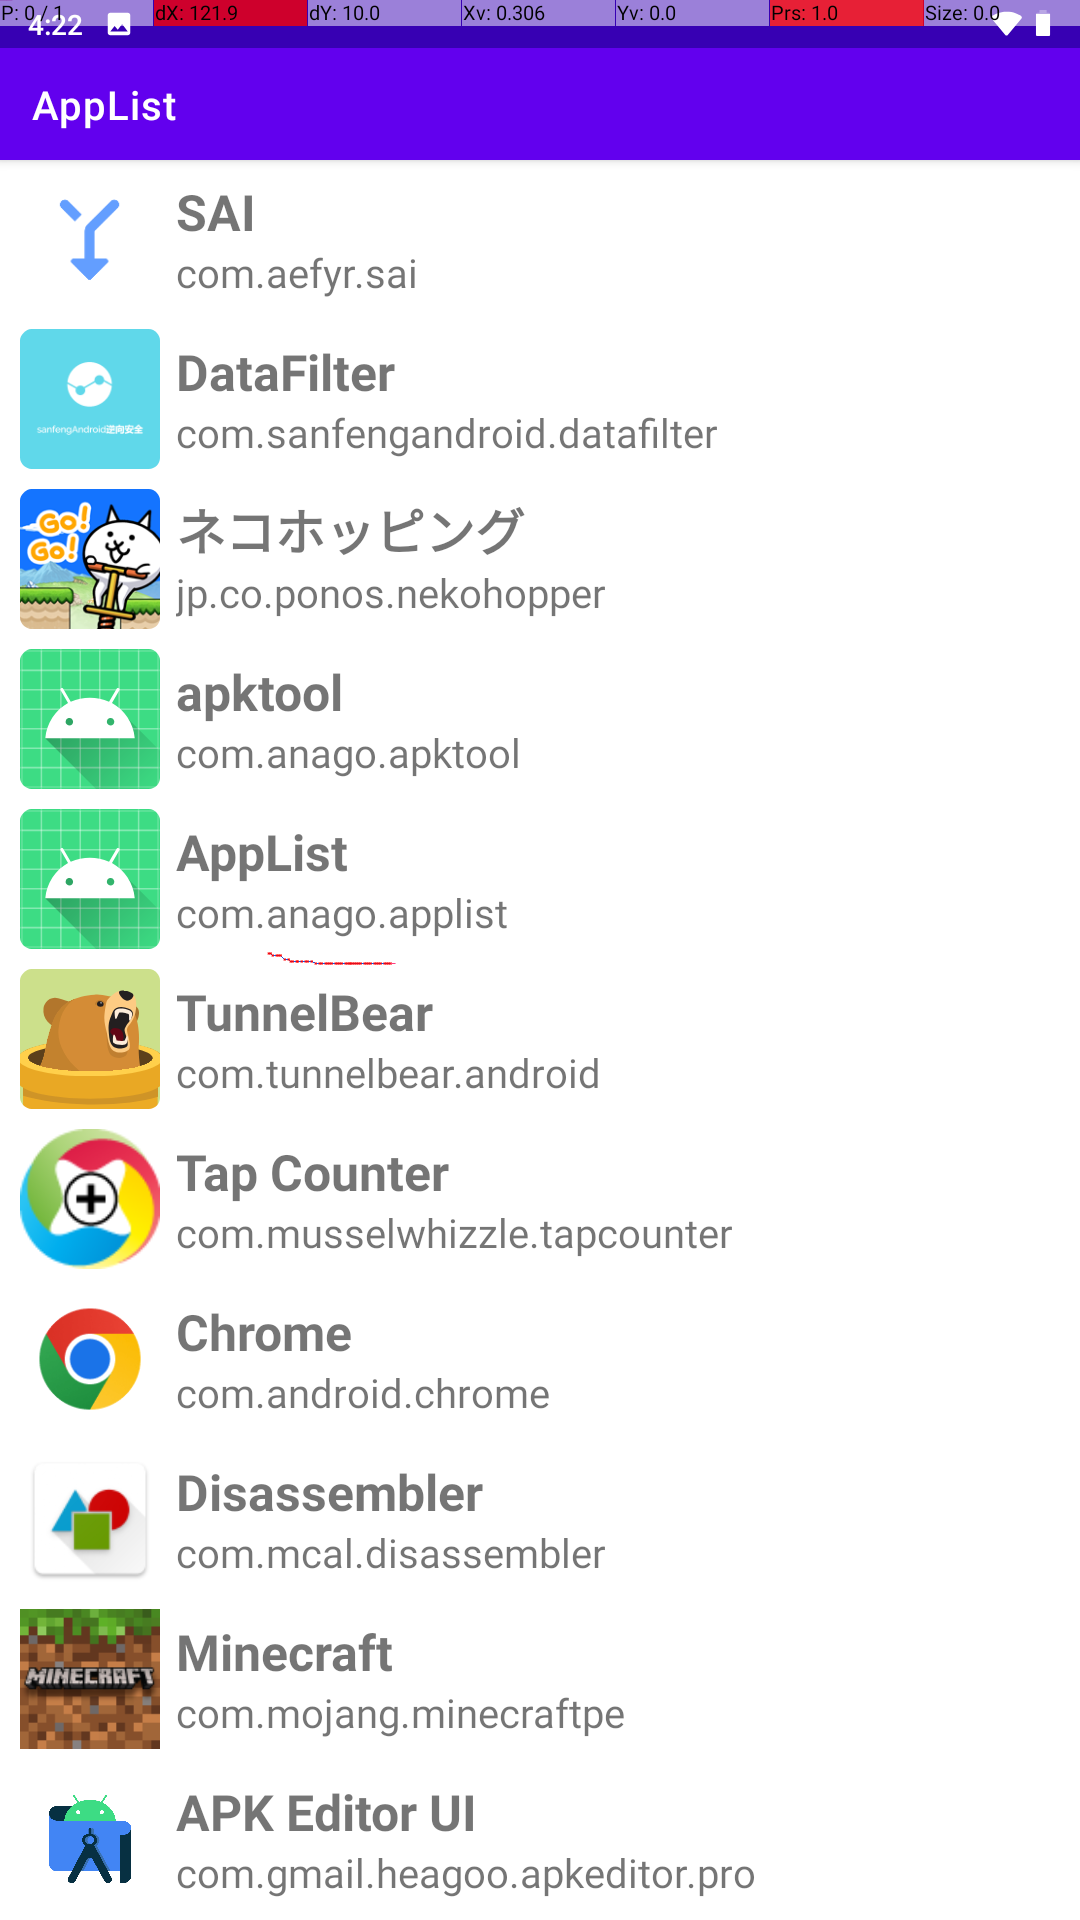 P: 0 / 1 dX: 121.9 dY: 10.0 Xv: 0.306 Yv: 0.0 Prs: 1.0 Size: 0.0
4:22
AppList
SAI
com.aefyr.sai
DataFilter
sanfengAndroid逆向安全
com.sanfengandroid.datafilter
ネコホッピング
Go!
Go!
jp.co.ponos.nekohopper
apktool
com.anago.apktool
AppList
com.anago.applist
TunnelBear
com.tunnelbear.android
Tap Counter
com.musselwhizzle.tapcounter
Chrome
com.android.chrome
Disassembler
com.mcal.disassembler
Minecraft
MINECRAFT
com.mojang.minecraftpe
APK Editor UI
com.gmail.heagoo.apkeditor.pro